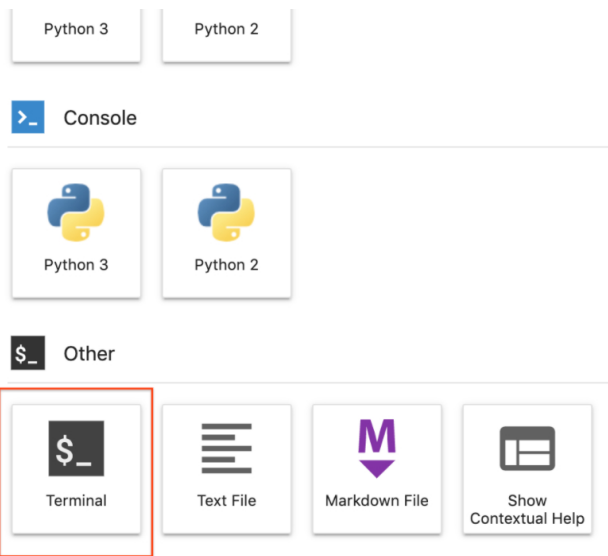 Python 3
Python 2
>_ Console
Python 3
Python 2
$_ Other
$_
M
Terminal
Text File
Markdown File
Show
Contextual Help